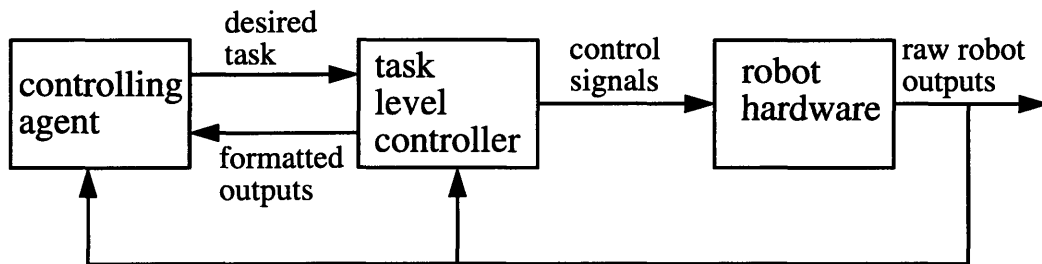 desired
task
controlling
agent
formatted
outputs
task
level
controller
control
signals
robot
hardware
raw robot
outputs